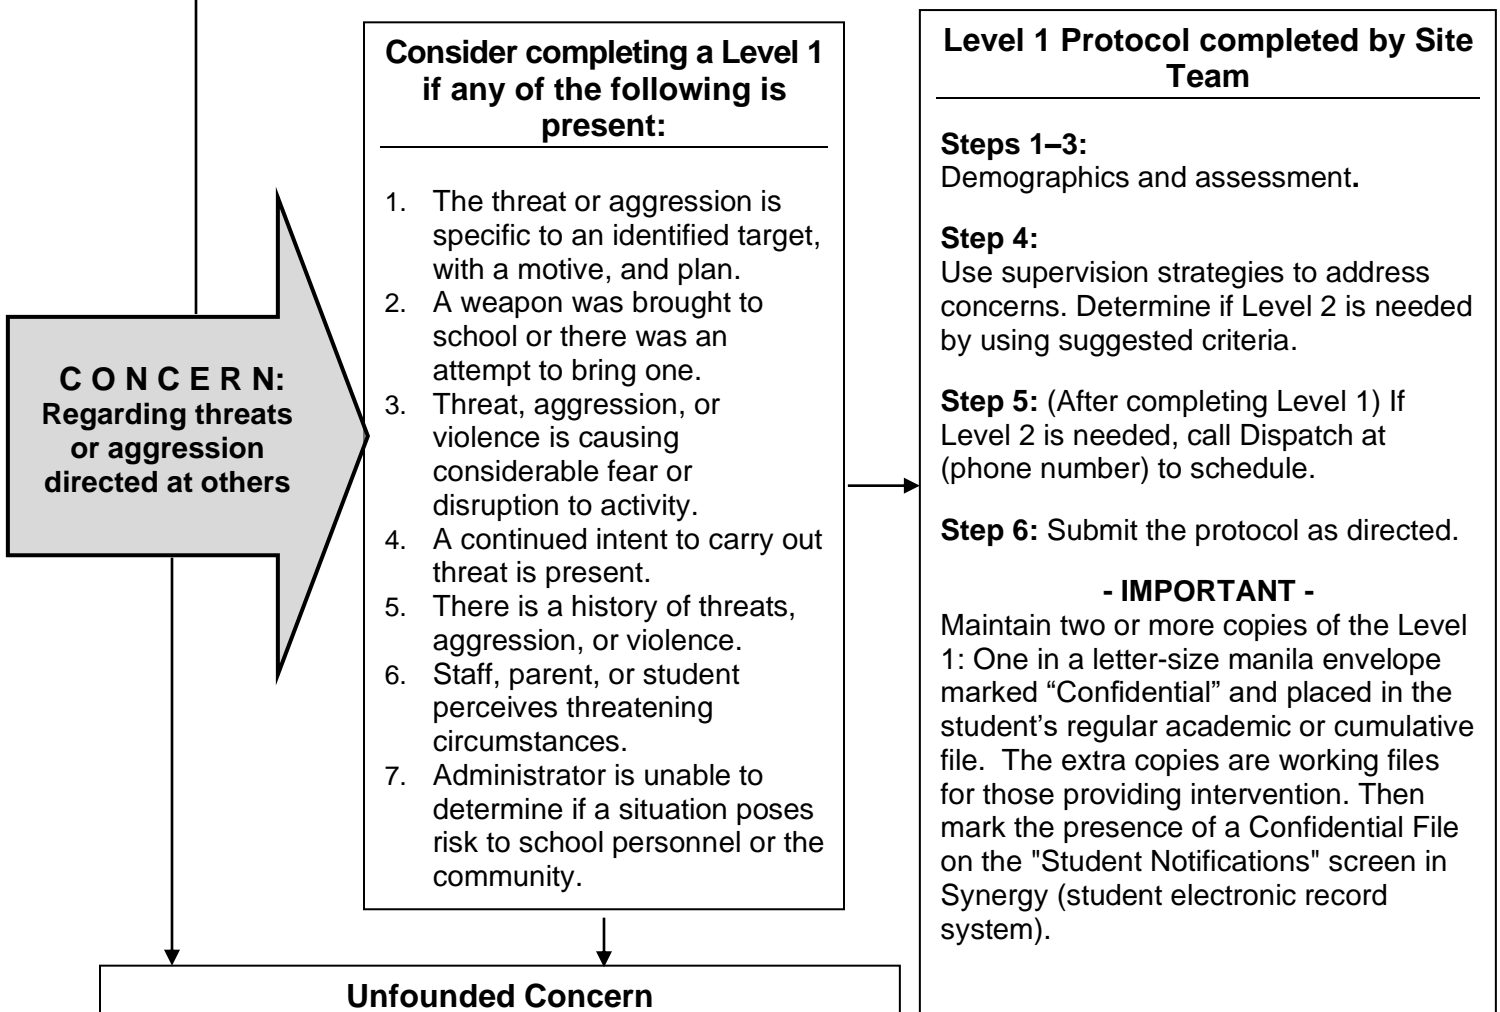 C O N C E R N:
Regarding threats
or aggression
directed at others
Consider completing a Level 1
if any of the following is
present:
1. The threat or aggression is
specific to an identified target,
with a motive, and plan.
2. A weapon was brought to
school or there was an
attempt to bring one.
3. Threat, aggression, or
violence is causing
considerable fear or
disruption to activity.
4. A continued intent to carry out
threat is present.
5. There is a history of threats,
aggression, or violence.
6. Staff, parent, or student
perceives threatening
circumstances.
7. Administrator is unable to
determine if a situation poses
risk to school personnel or the
community.
Level 1 Protocol completed by Site
Team
Steps 1–3:
Demographics and assessment.
Step 4:
Use supervision strategies to address
concerns. Determine if Level 2 is needed
by using suggested criteria.
Step 5: (After completing Level 1) If
Level 2 is needed, call Dispatch at
(phone number) to schedule.
Step 6: Submit the protocol as directed.
- IMPORTANT -
Maintain two or more copies of the Level
1: One in a letter-size manila envelope
marked “Confidential” and placed in the
student’s regular academic or cumulative
file.  The extra copies are working files
for those providing intervention. Then
mark the presence of a Confidential File
on the "Student Notifications" screen in
Synergy (student electronic record
system).
Unfounded Concern